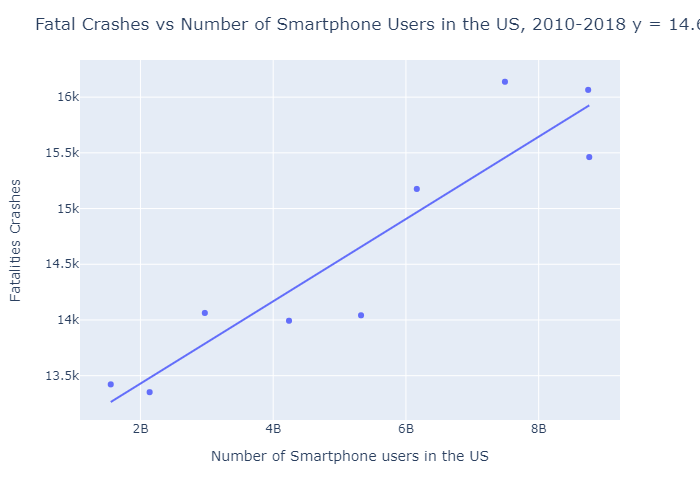 Fatal Crashes vs Number of Smartphone Users in the US, 2010-2018 y = 14.6
16k
15.5k
15k
14.5k
14k
13.5k
Fatalities Crashes
2B 4B 6B 8B
Number of Smartphone users in the US